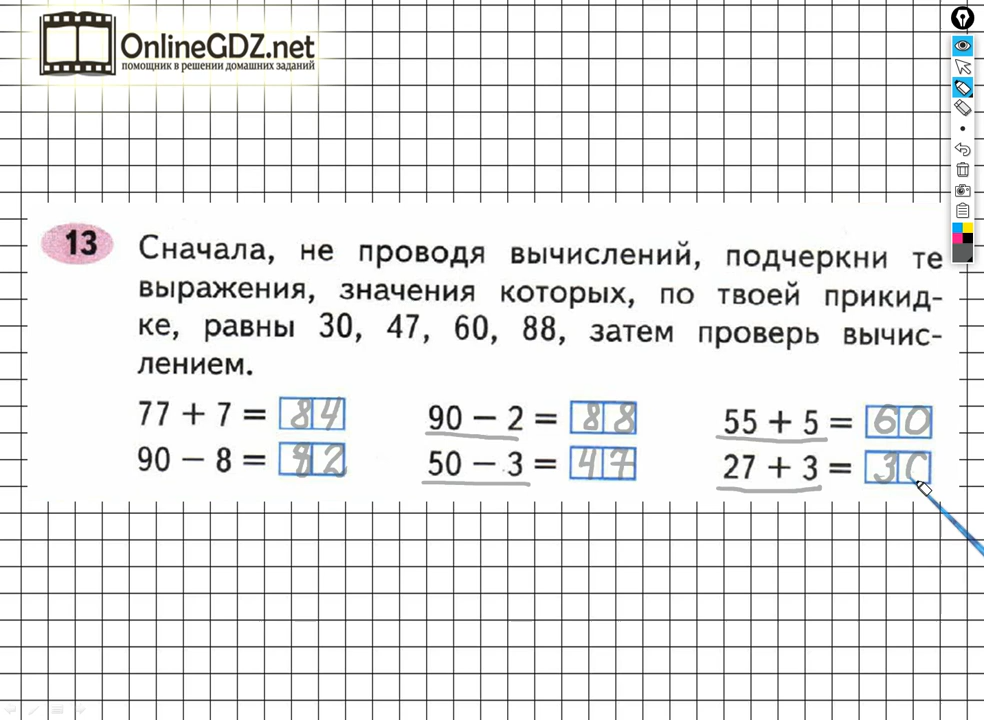 OnlineGDZ.net
помощник в решении домашних заданий
13
Сначала, не проводя вычислений, подчеркни те
выражения, значения которых, по твоей прикид-
ке, равны 30, 47, 60, 88, затем проверь вычис-
лением.
77 + 7 = 84 90 − 2 = 88 55 + 5 = 60
90 − 8 = 82 50 − 3 = 47 27 + 3 = 30